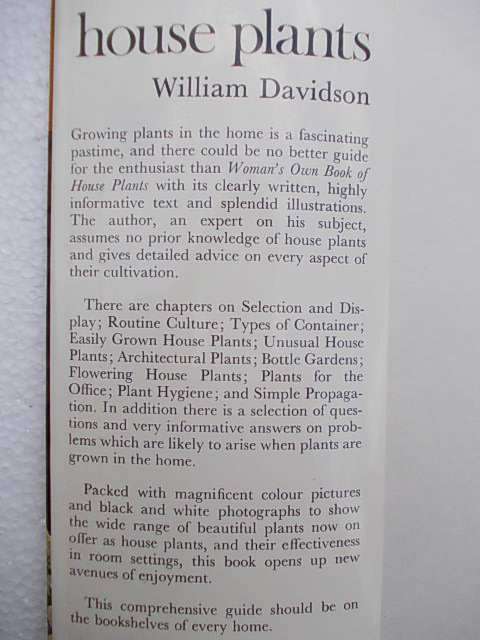 house plants
William Davidson
Growing plants in the home is a fascinating
pastime, and there could be no better guide
for the enthusiast than Woman's Own Book of
House Plants with its clearly written, highly
informative text and splendid illustrations.
The author, an expert on his subject,
assumes no prior knowledge of house plants
and gives detailed advice on every aspect of
their cultivation.
There are chapters on Selection and Dis-
play; Routine Culture; Types of Container;
Easily Grown House Plants; Unusual House
Plants; Architectural Plants; Bottle Gardens;
Flowering House Plants; Plants for the
Office; Plant Hygiene; and Simple Propaga-
tion. In addition there is a selection of ques-
tions and very informative answers on prob-
lems which are likely to arise when plants are
grown in the home.
Packed with magnificent colour pictures
and black and white photographs to show
the wide range of beautiful plants now on
offer as house plants, and their effectiveness
in room settings, this book opens up new
avenues of enjoyment.
This comprehensive guide should be on
the bookshelves of every home.